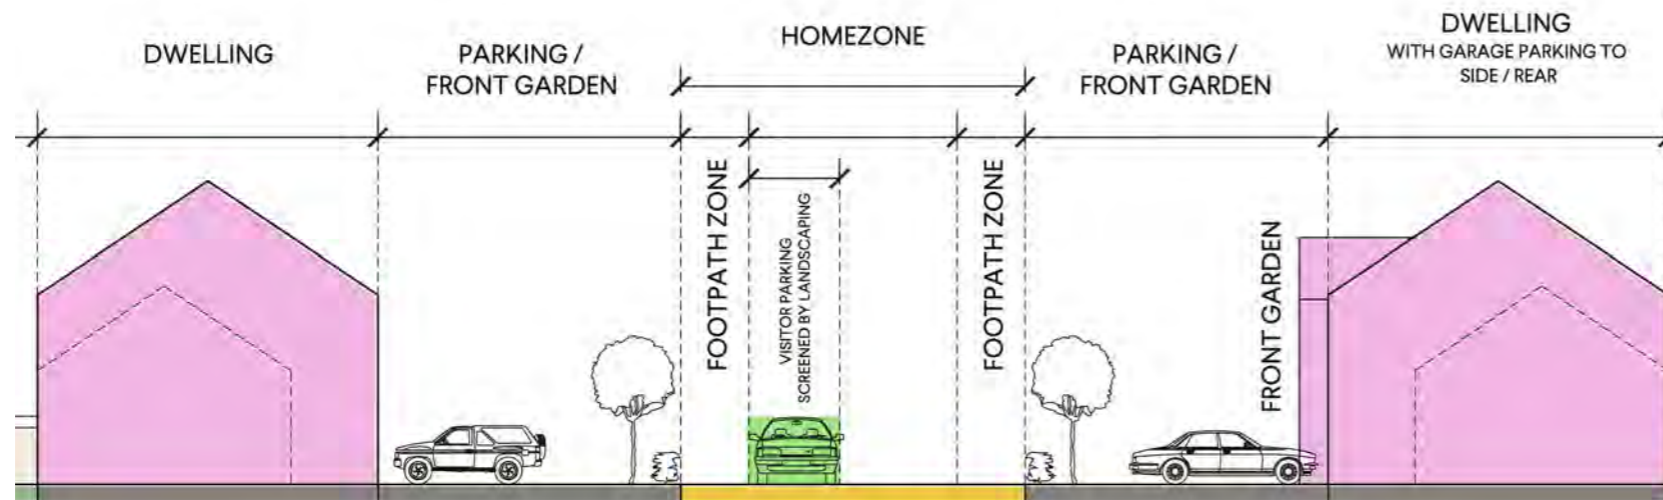 DWELLING
PARKING /
FRONT GARDEN
HOMEZONE
PARKING /
FRONT GARDEN
DWELLING
WITH GARAGE PARKING TO
SIDE / REAR
FOOTPATH ZONE
VISITOR PARKING
SCREENED BY LANDSCAPING
FOOTPATH ZONE
FRONT GARDEN